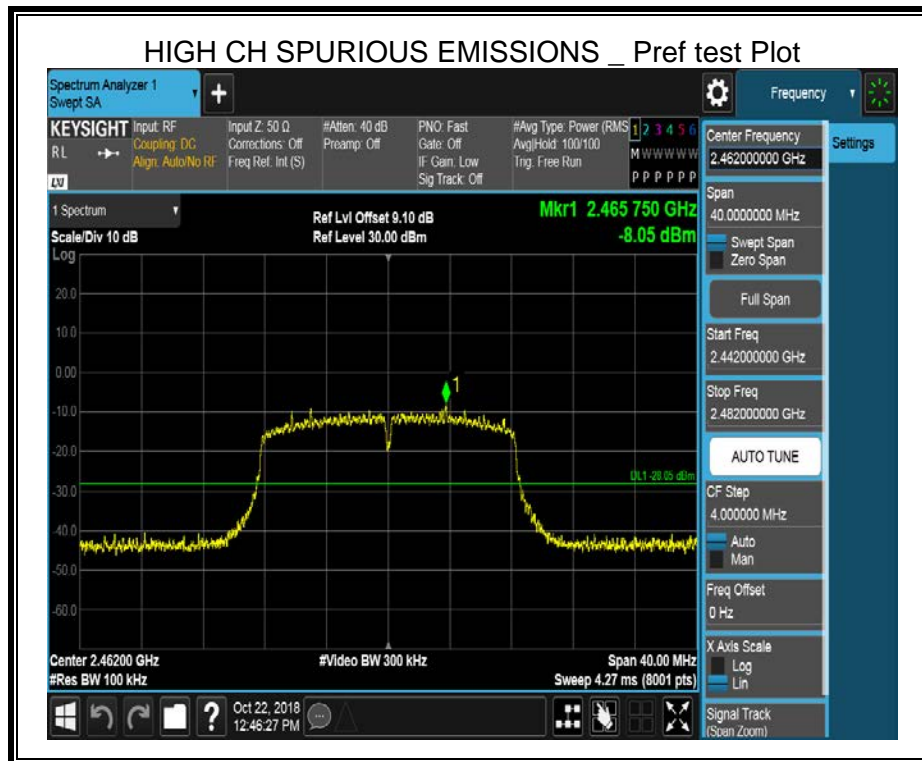 HIGH CH SPURIOUS EMISSIONS _ Pref test Plot
Spectrum Analyzer 1
Swept SA
+
Frequency
KEYSIGHT
RL
LXI
Input: RF
Coupling: DC
Align: Auto/No RF
Input Z: 50 Ω
Corrections: Off
Freq Ref: Int (S)
#Atten: 40 dB
Preamp: Off
PNO: Fast
Gate: Off
IF Gain: Low
Sig Track: Off
#Avg Type: Power (RMS
Avg|Hold: 100/100
Trig: Free Run
1 2 3 4 5 6
M W W W W W
P P P P P P
1 Spectrum
Scale/Div 10 dB
Ref Lvl Offset 9.10 dB
Ref Level 30.00 dBm
Mkr1 2.465 750 GHz
-8.05 dBm
Log
20.0
10.0
0.00
-10.0
-20.0
-30.0
-40.0
-50.0
-60.0
1
DL1 -28.05 dBm
Center 2.46200 GHz
#Res BW 100 kHz
#Video BW 300 kHz
Span 40.00 MHz
Sweep 4.27 ms (8001 pts)
?
Oct 22, 2018
12:46:27 PM
Center Frequency
2.462000000 GHz
Settings
Span
40.0000000 MHz
Swept Span
Zero Span
Full Span
Start Freq
2.442000000 GHz
Stop Freq
2.482000000 GHz
AUTO TUNE
CF Step
4.000000 MHz
Auto
Man
Freq Offset
0 Hz
X Axis Scale
Log
Lin
Signal Track
(Span Zoom)